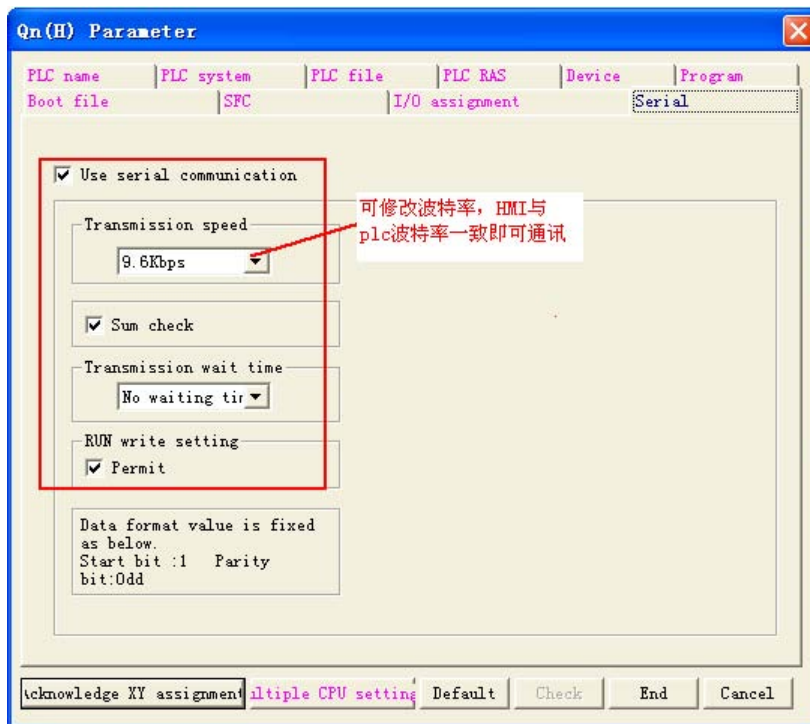 Qn(H) Parameter
PLC name PLC system PLC file PLC RAS Device Program
Boot file SFC I/O assignment Serial
Use serial communication
可修改波特率，HMI与
plc波特率一致即可通讯
Transmission speed
9.6Kbps
Sum check
Transmission wait time
No waiting tir
RUN write setting
Permit
Data format value is fixed
as below.
Start bit :1 Parity
bit:Odd
cknowledge XY assignment ltiple CPU setting Default Check End Cancel